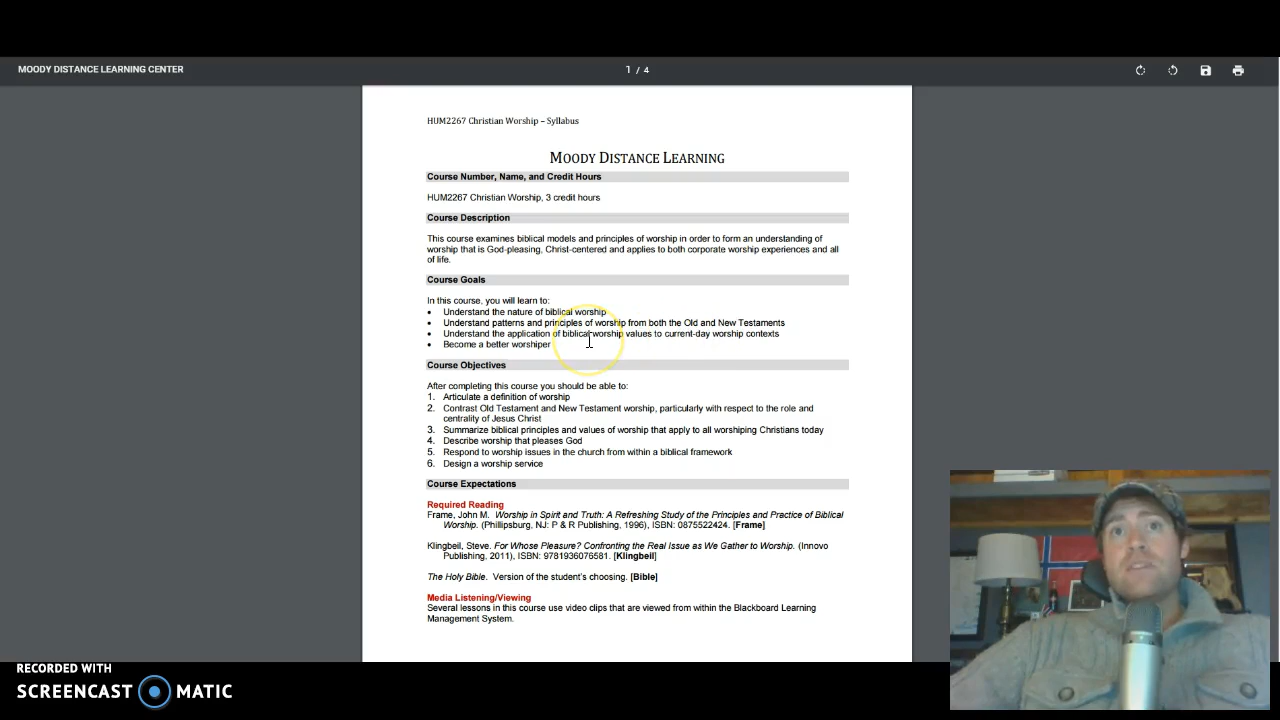 MOODY DISTANCE LEARNING CENTER
1 / 4
HUM2267 Christian Worship – Syllabus
MOODY DISTANCE LEARNING
Course Number, Name, and Credit Hours
HUM2267 Christian Worship, 3 credit hours
Course Description
This course examines biblical models and principles of worship in order to form an understanding of
worship that is God-pleasing, Christ-centered and applies to both corporate worship experiences and all
of life.
Course Goals
In this course, you will learn to:
• Understand the nature of biblical worship
• Understand patterns and principles of worship from both the Old and New Testaments
• Understand the application of biblical worship values to current-day worship contexts
• Become a better worshiper
Course Objectives
After completing this course you should be able to:
1. Articulate a definition of worship
2. Contrast Old Testament and New Testament worship, particularly with respect to the role and
centrality of Jesus Christ
3. Summarize biblical principles and values of worship that apply to all worshiping Christians today
4. Describe worship that pleases God
5. Respond to worship issues in the church from within a biblical framework
6. Design a worship service
Course Expectations
Required Reading
Frame, John M. Worship in Spirit and Truth: A Refreshing Study of the Principles and Practice of Biblical
Worship. (Phillipsburg, NJ: P & R Publishing, 1996), ISBN: 0875522424. [Frame]
Klingbeil, Steve. For Whose Pleasure? Confronting the Real Issue as We Gather to Worship. (Innovo
Publishing, 2011), ISBN: 9781936076581. [Klingbeil]
The Holy Bible. Version of the student's choosing. [Bible]
Media Listening/Viewing
Several lessons in this course use video clips that are viewed from within the Blackboard Learning
Management System.
RECORDED WITH
SCREENCAST MATIC